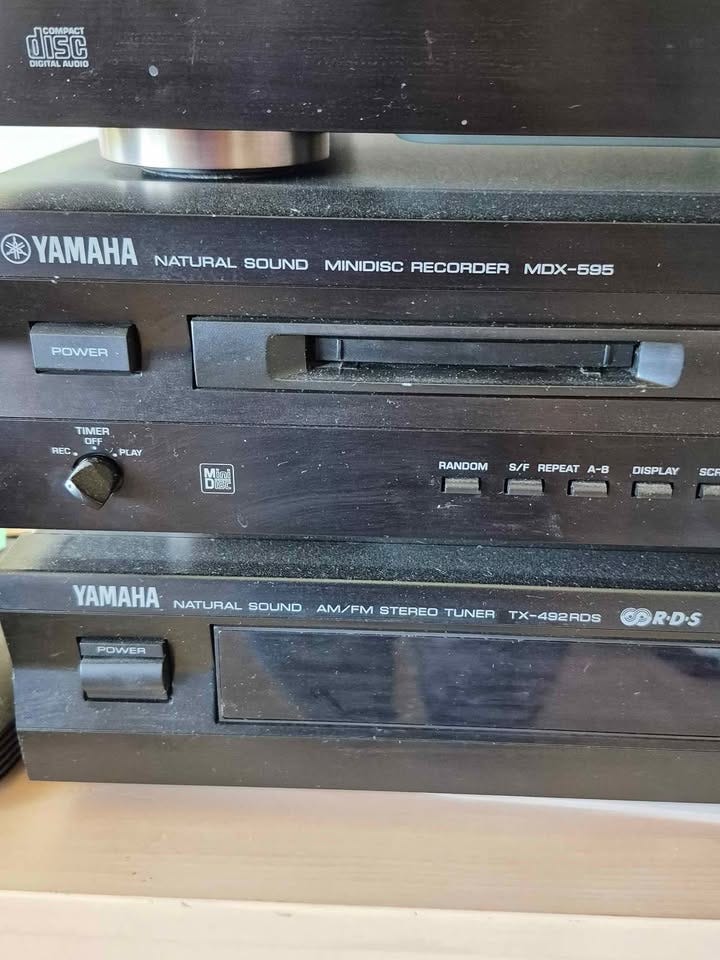 COMPACT
disc
DIGITAL AUDIO
YAMAHA NATURAL SOUND MINIDISC RECORDER MDX-595
POWER
TIMER
OFF
REC PLAY
Mini
Disc
RANDOM S/F REPEAT A-B DISPLAY SCR
YAMAHA NATURAL SOUND AM/FM STEREO TUNER TX-492RDS R·D·S
POWER